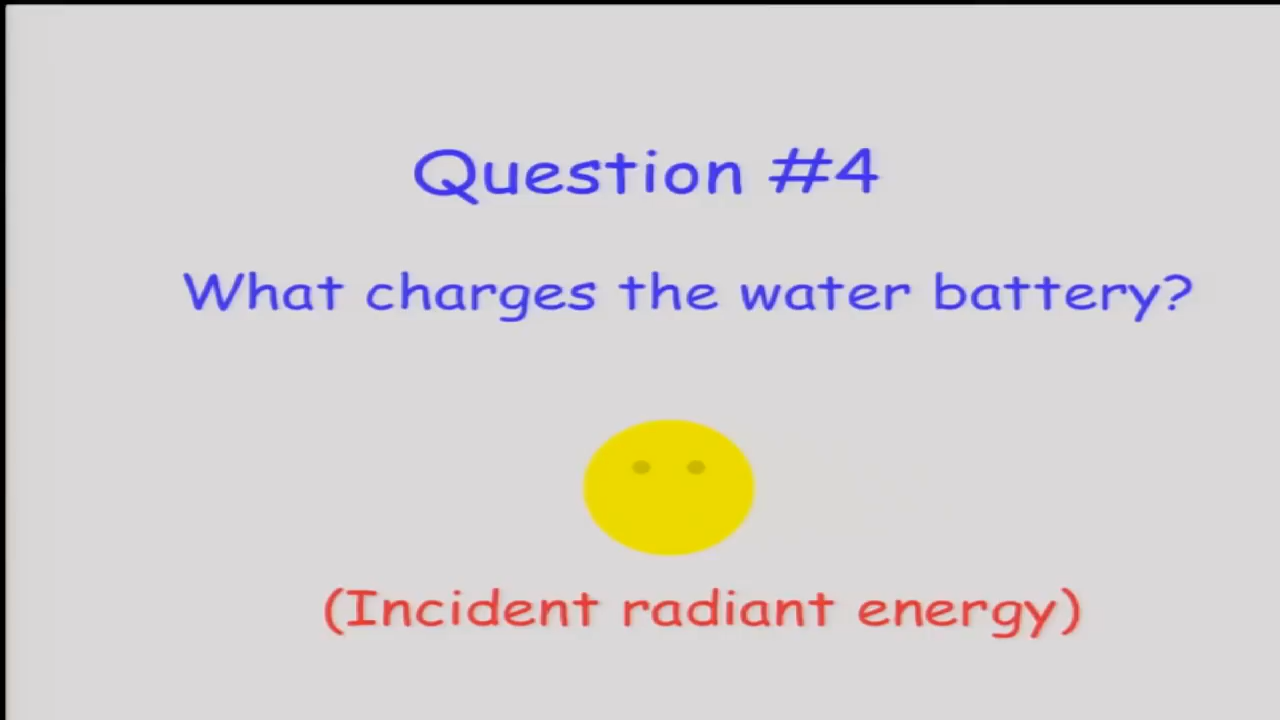 Question #4
What charges the water battery?
(Incident radiant energy)